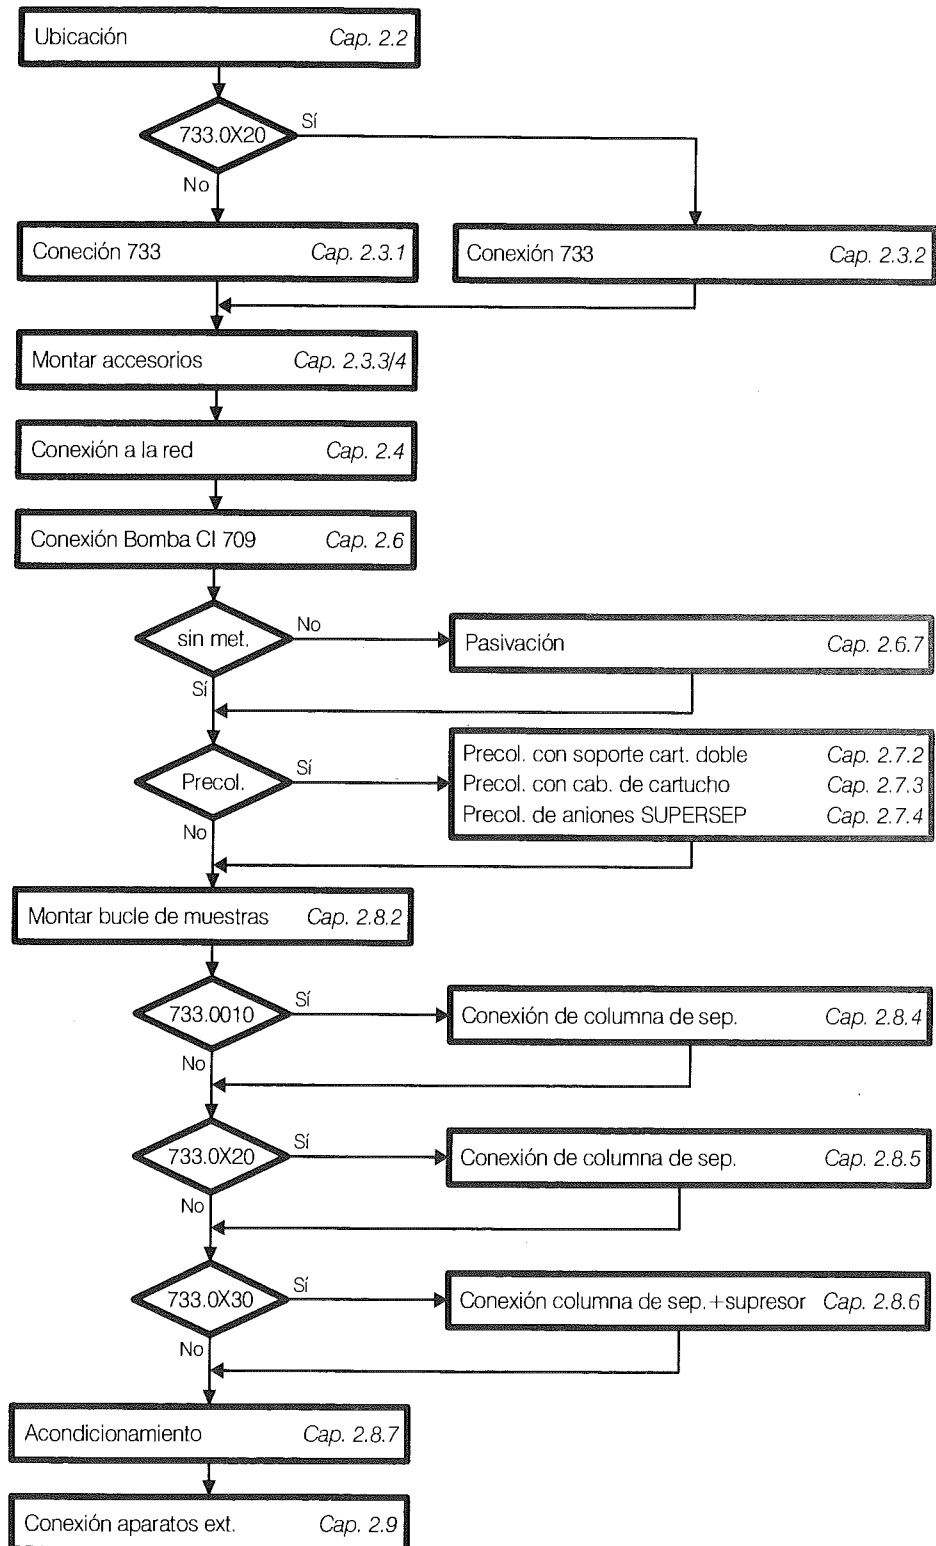 Ubicación Cap. 2.2
733.0X20
Sí
No
Coneción 733 Cap. 2.3.1
Conexión 733 Cap. 2.3.2
Montar accesorios Cap. 2.3.3/4
Conexión a la red Cap. 2.4
Conexión Bomba CI 709 Cap. 2.6
sin met.
No
Pasivación Cap. 2.6.7
Sí
Precol.
Sí
Precol. con soporte cart. doble Cap. 2.7.2
Precol. con cab. de cartucho Cap. 2.7.3
Precol. de aniones SUPERSEP Cap. 2.7.4
No
Montar bucle de muestras Cap. 2.8.2
733.0010
Sí
Conexión de columna de sep. Cap. 2.8.4
No
733.0X20
Sí
Conexión de columna de sep. Cap. 2.8.5
No
733.0X30
Sí
Conexión columna de sep.+supresor Cap. 2.8.6
No
Acondicionamiento Cap. 2.8.7
Conexión aparatos ext. Cap. 2.9